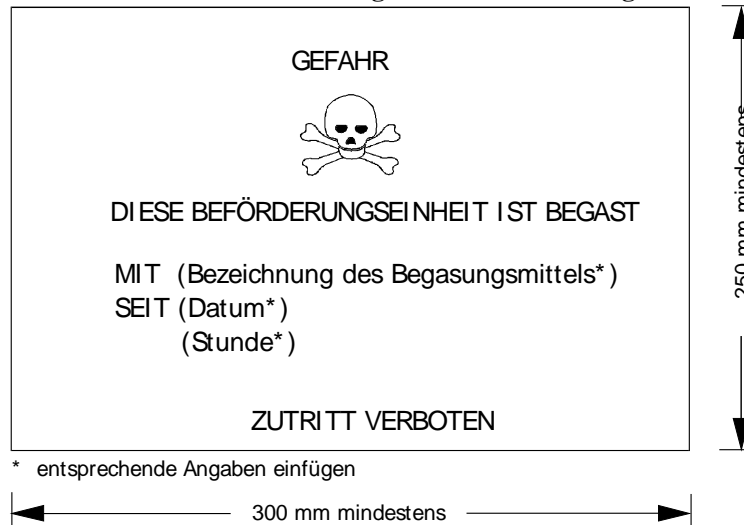 GEFAHR
DIESE BEFÖRDERUNGSEINHEIT IST BEGAST
MIT (Bezeichnung des Begasungsmittels*)
SEIT (Datum*)
(Stunde*)
ZUTRITT VERBOTEN
* entsprechende Angaben einfügen
300 mm mindestens
250 mm mindestens